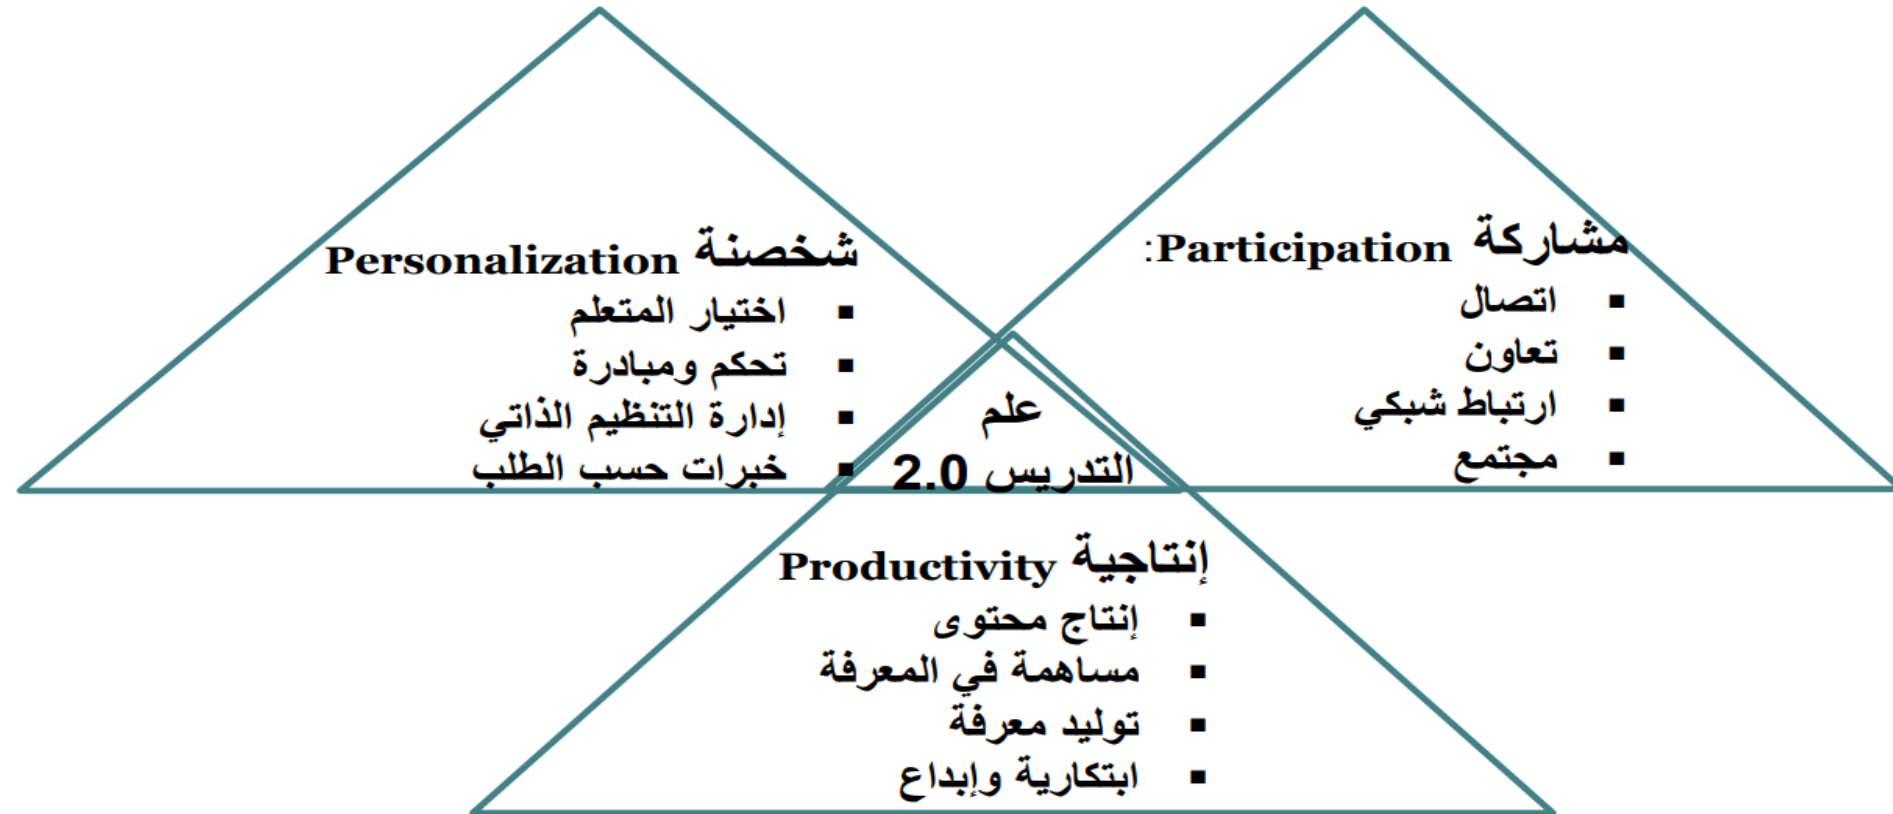 مشاركة Participation:
▪ اتصال
▪ تعاون
▪ ارتباط شبكي
▪ مجتمع
شخصنة Personalization
▪ اختيار المتعلم
▪ تحكم ومبادرة
▪ إدارة التنظيم الذاتي
▪ خبرات حسب الطلب
علم
التدريس 2.0
إنتاجية Productivity
▪ إنتاج محتوى
▪ مساهمة في المعرفة
▪ توليد معرفة
▪ ابتكارية وإبداع